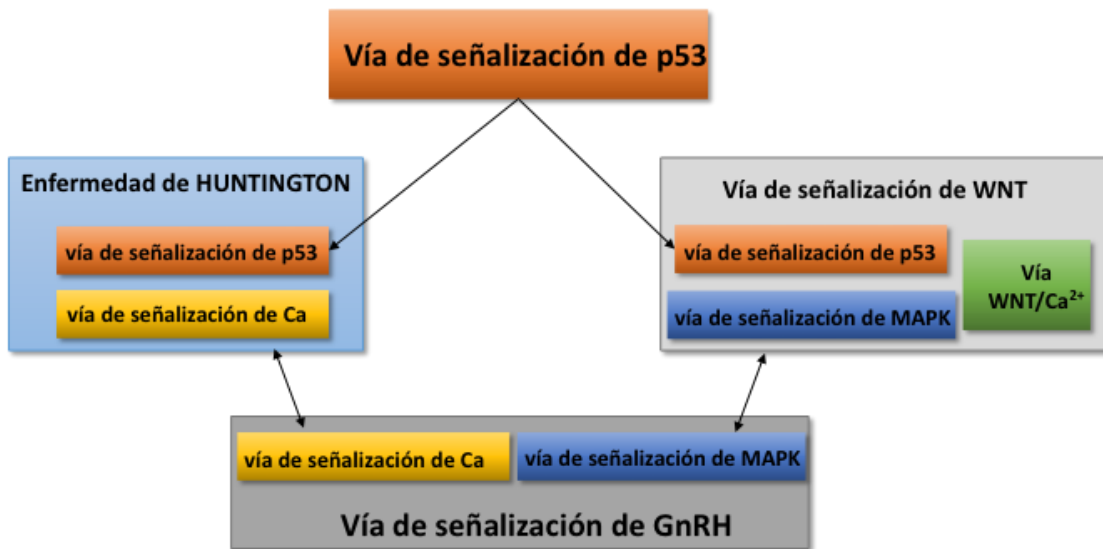 Vía de señalización de p53
Enfermedad de HUNTINGTON
vía de señalización de p53
vía de señalización de Ca
Vía de señalización de WNT
vía de señalización de p53
vía de señalización de MAPK
Vía
WNT/Ca²⁺
vía de señalización de Ca
vía de señalización de MAPK
Vía de señalización de GnRH